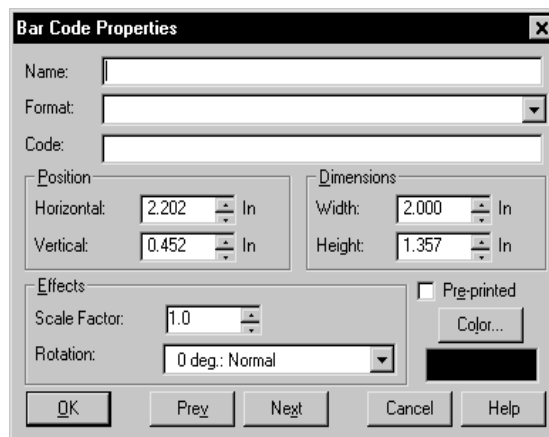 Bar Code Properties
Name:
Format:
Code:
Position
Horizontal: 2.202 In
Vertical: 0.452 In
Dimensions
Width: 2.000 In
Height: 1.357 In
Effects
Scale Factor: 1.0
Rotation: 0 deg.: Normal
Pre-printed
Color...
OK Prev Next Cancel Help